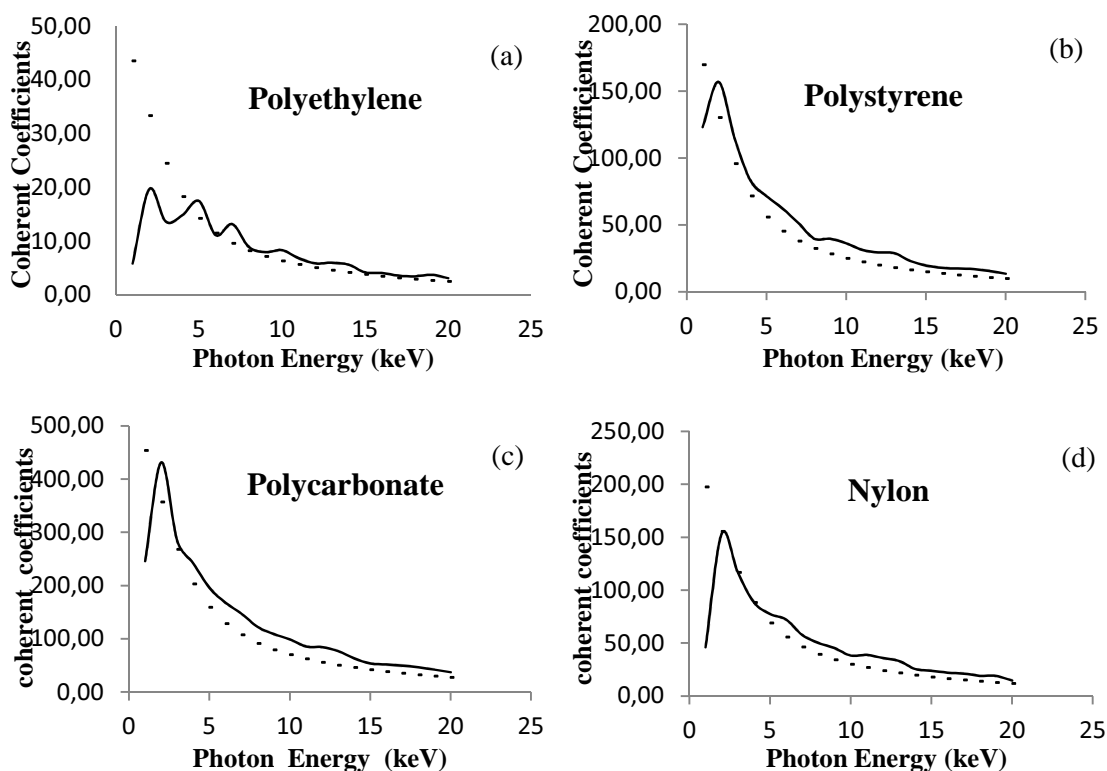 (a)
Polyethylene
Coherent Coefficients
50,00
40,00
30,00
20,00
10,00
0,00
0 5 10 15 20 25
Photon Energy (keV)
(b)
Polystyrene
Coherent Coefficients
200,00
150,00
100,00
50,00
0,00
0 5 10 15 20 25
Photon Energy (keV)
(c)
Polycarbonate
coherent coefficients
500,00
400,00
300,00
200,00
100,00
0,00
0 5 10 15 20 25
Photon Energy (keV)
(d)
Nylon
coherent coefficients
250,00
200,00
150,00
100,00
50,00
0,00
0 5 10 15 20 25
Photon Energy (keV)